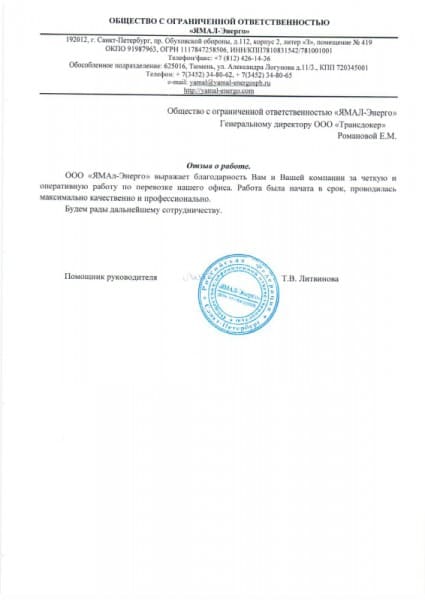 ОБЩЕСТВО С ОГРАНИЧЕННОЙ ОТВЕТСТВЕННОСТЬЮ
«ЯМАЛ-Энерго»
192012, г. Санкт-Петербург, пр. Обуховской обороны, д.112, корпус 2, литер «З», помещение № 419
ОКПО 91987963, ОГРН 1117847258506, ИНН/КПП7810831542/781001001
Телефон/факс: +7 (812) 426-14-36
Обособленное подразделение: 625016, Тюмень, ул. Александра Логунова д.11/3., КПП 720345001
Телефон: + 7(3452) 34-80-62, + 7(3452) 34-80-65
e-mail: yamal@yamal-energospb.ru
http://yamal-energo.com
Общество с ограниченной ответственностью «ЯМАЛ-Энерго»
Генеральному директору ООО «Трансдокер»
Романовой Е.М.
Отзыв о работе.
ООО «ЯМАл-Энерго» выражает благодарность Вам и Вашей компании за четкую и
оперативную работу по перевозке нашего офиса. Работа была начата в срок, проводилась
максимально качественно и профессионально.
Будем рады дальнейшему сотрудничеству.
Помощник руководителя
Т.В. Литвинова
Российская Федерация
«ЯМАЛ-Энерго»
г. Санкт-Петербург